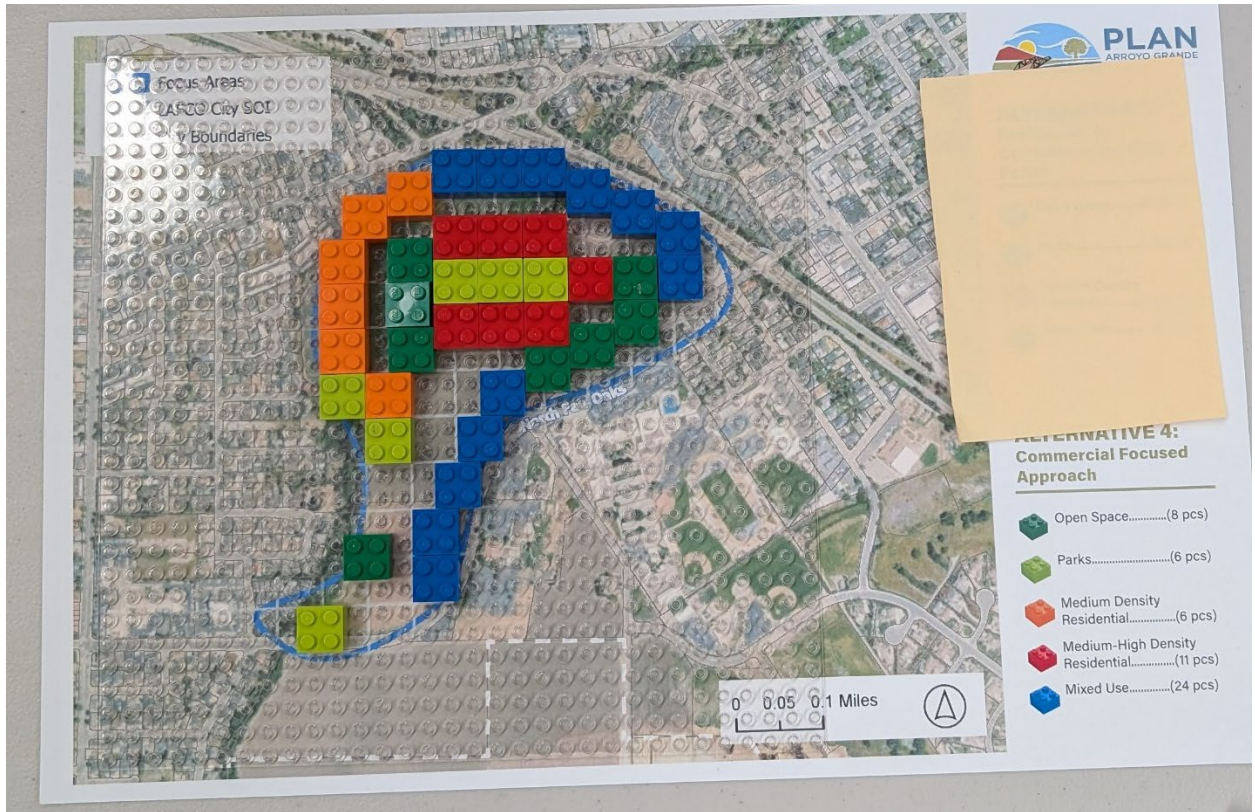 PLAN
ARROYO GRANDE
Focus Areas
LAFCO City SOI
Boundaries
Oaks
0 0.05 0.1 Miles
ALTERNATIVE 4:
Commercial Focused
Approach
Open Space.............(8 pcs)
Parks..........................(6 pcs)
Medium Density
Residential..............(6 pcs)
Medium-High Density
Residential..............(11 pcs)
Mixed Use.............(24 pcs)